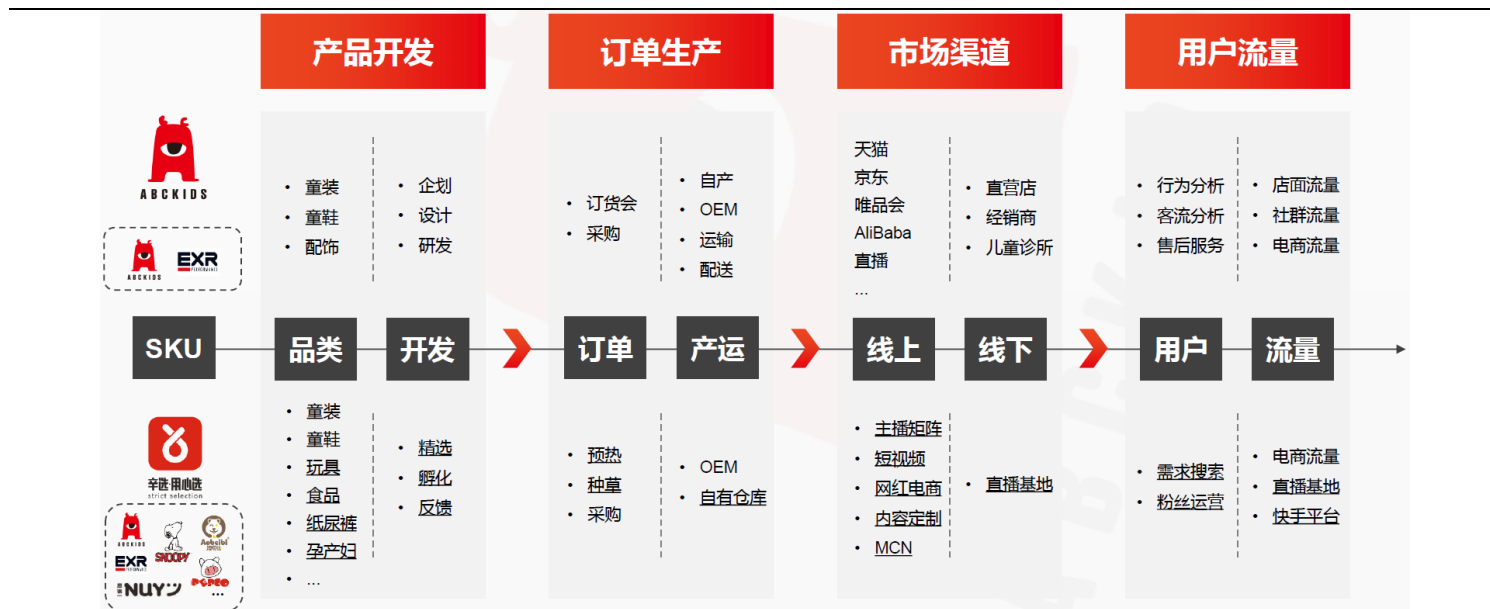 产品开发
订单生产
市场渠道
用户流量
ABCKIDS
• 童装
• 童鞋
• 配饰
• 企划
• 设计
• 研发
• 订货会
• 采购
• 自产
• OEM
• 运输
• 配送
天猫
京东
唯品会
AliBaba
直播
...
• 直营店
• 经销商
• 儿童诊所
• 行为分析
• 客流分析
• 售后服务
• 店面流量
• 社群流量
• 电商流量
ABCKIDS
EXR
PERFORMANCE
SKU
品类
开发
订单
产运
线上
线下
用户
流量
辛选·用心选
strict selection
ABCKIDS
SNOOPY
EXR
• 童装
• 童鞋
• 玩具
• 食品
• 纸尿裤
• 孕产妇
• ...
• 精选
• 孵化
• 反馈
• 预热
• 种草
• 采购
• OEM
• 自有仓库
• 主播矩阵
• 短视频
• 网红电商
• 内容定制
• MCN
• 直播基地
• 需求搜索
• 粉丝运营
• 电商流量
• 直播基地
• 快手平台
...